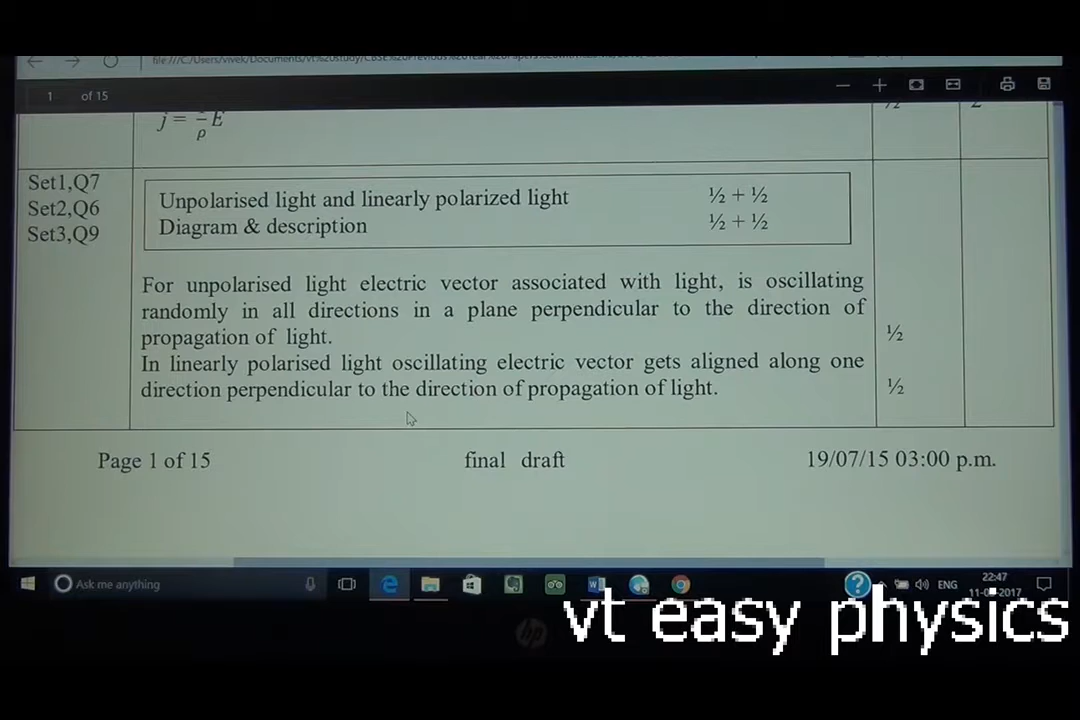 1 of 15
j = — E
ρ
½ 2
Set1,Q7
Set2,Q6
Set3,Q9
Unpolarised light and linearly polarized light ½ + ½
Diagram & description ½ + ½
For unpolarised light electric vector associated with light, is oscillating
randomly in all directions in a plane perpendicular to the direction of
propagation of light. ½
In linearly polarised light oscillating electric vector gets aligned along one
direction perpendicular to the direction of propagation of light. ½
Page 1 of 15 final draft 19/07/15 03:00 p.m.
Ask me anything
ENG
22:47
hp
vt easy physics